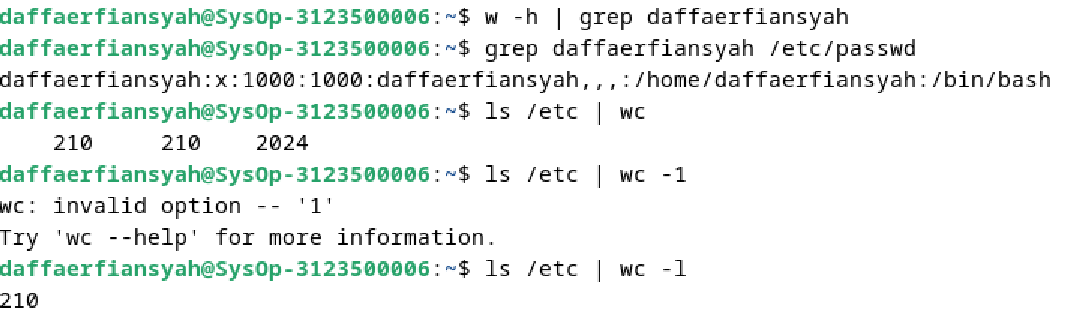 daffaerfiansyah@SysOp-3123500006:~$ w -h | grep daffaerfiansyah
daffaerfiansyah@SysOp-3123500006:~$ grep daffaerfiansyah /etc/passwd
daffaerfiansyah:x:1000:1000:daffaerfiansyah,,,:/home/daffaerfiansyah:/bin/bash
daffaerfiansyah@SysOp-3123500006:~$ ls /etc | wc
    210     210    2024
daffaerfiansyah@SysOp-3123500006:~$ ls /etc | wc -1
wc: invalid option -- '1'
Try 'wc --help' for more information.
daffaerfiansyah@SysOp-3123500006:~$ ls /etc | wc -l
210